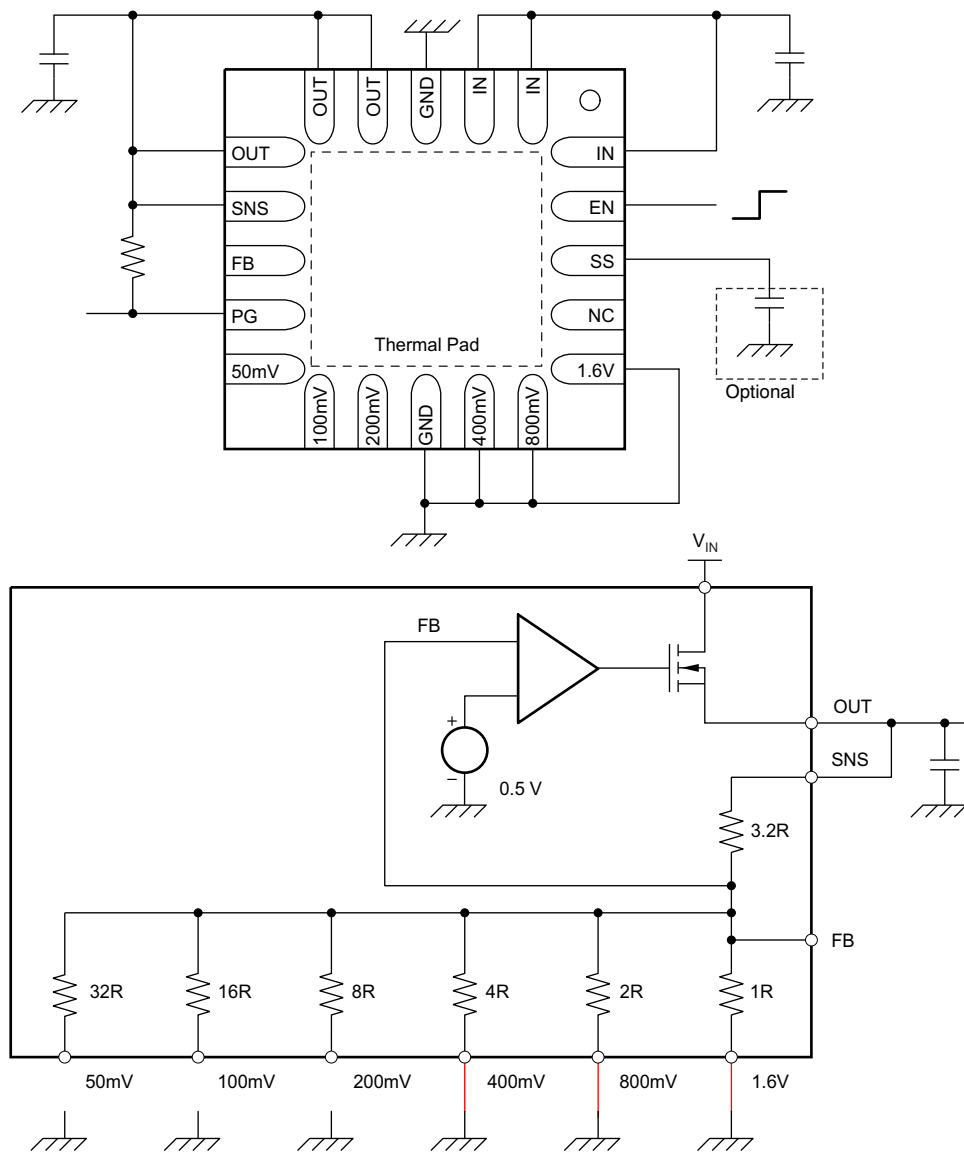 OUT
OUT
GND
IN
IN
OUT
IN
SNS
EN
FB
SS
PG
NC
Thermal Pad
50mV
1.6V
100mV
200mV
GND
400mV
800mV
Optional
VIN
FB
OUT
+
SNS
−
0.5 V
3.2R
FB
32R
16R
8R
4R
2R
1R
50mV
100mV
200mV
400mV
800mV
1.6V